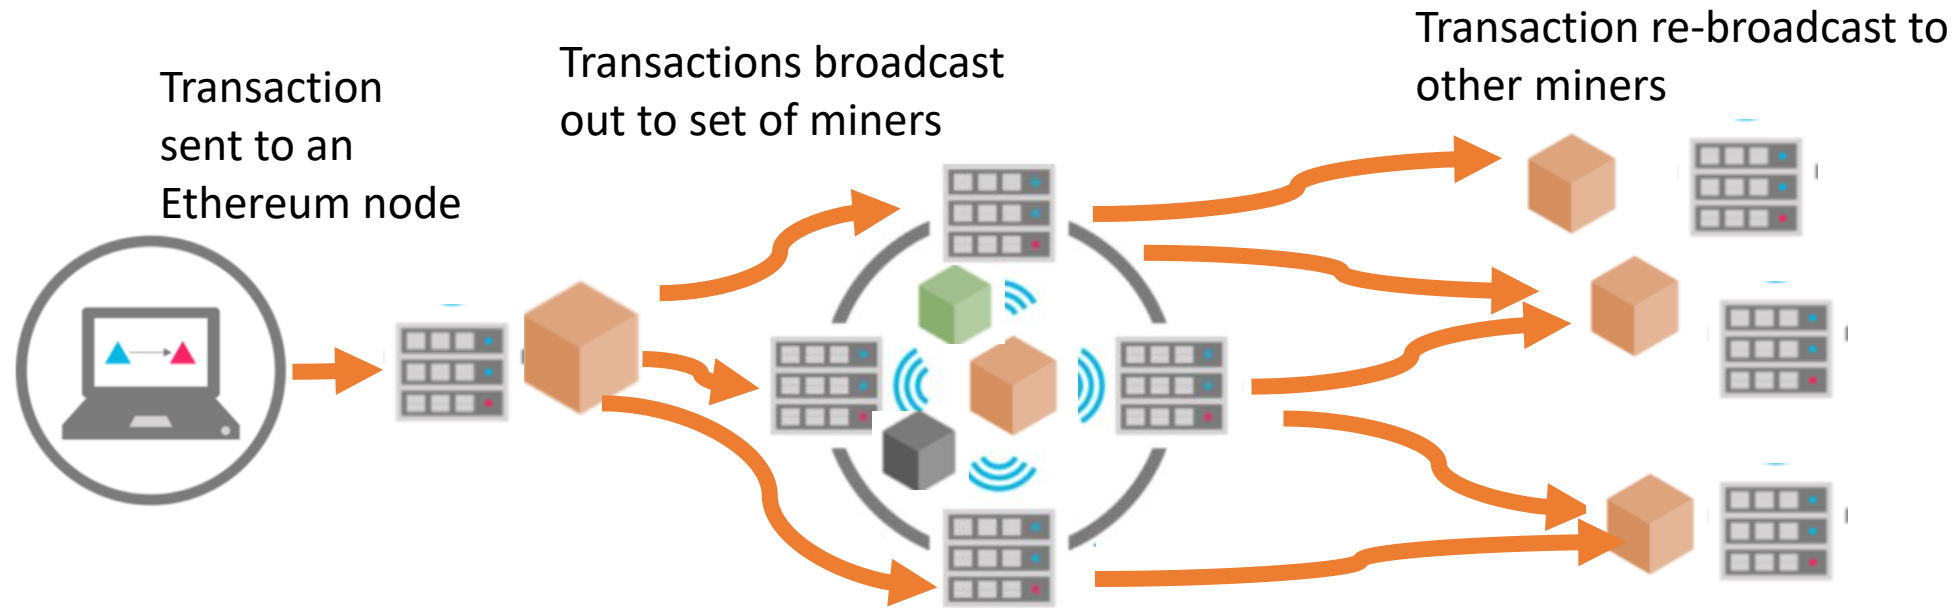 Transaction
sent to an
Ethereum node
Transactions broadcast
out to set of miners
Transaction re-broadcast to
other miners